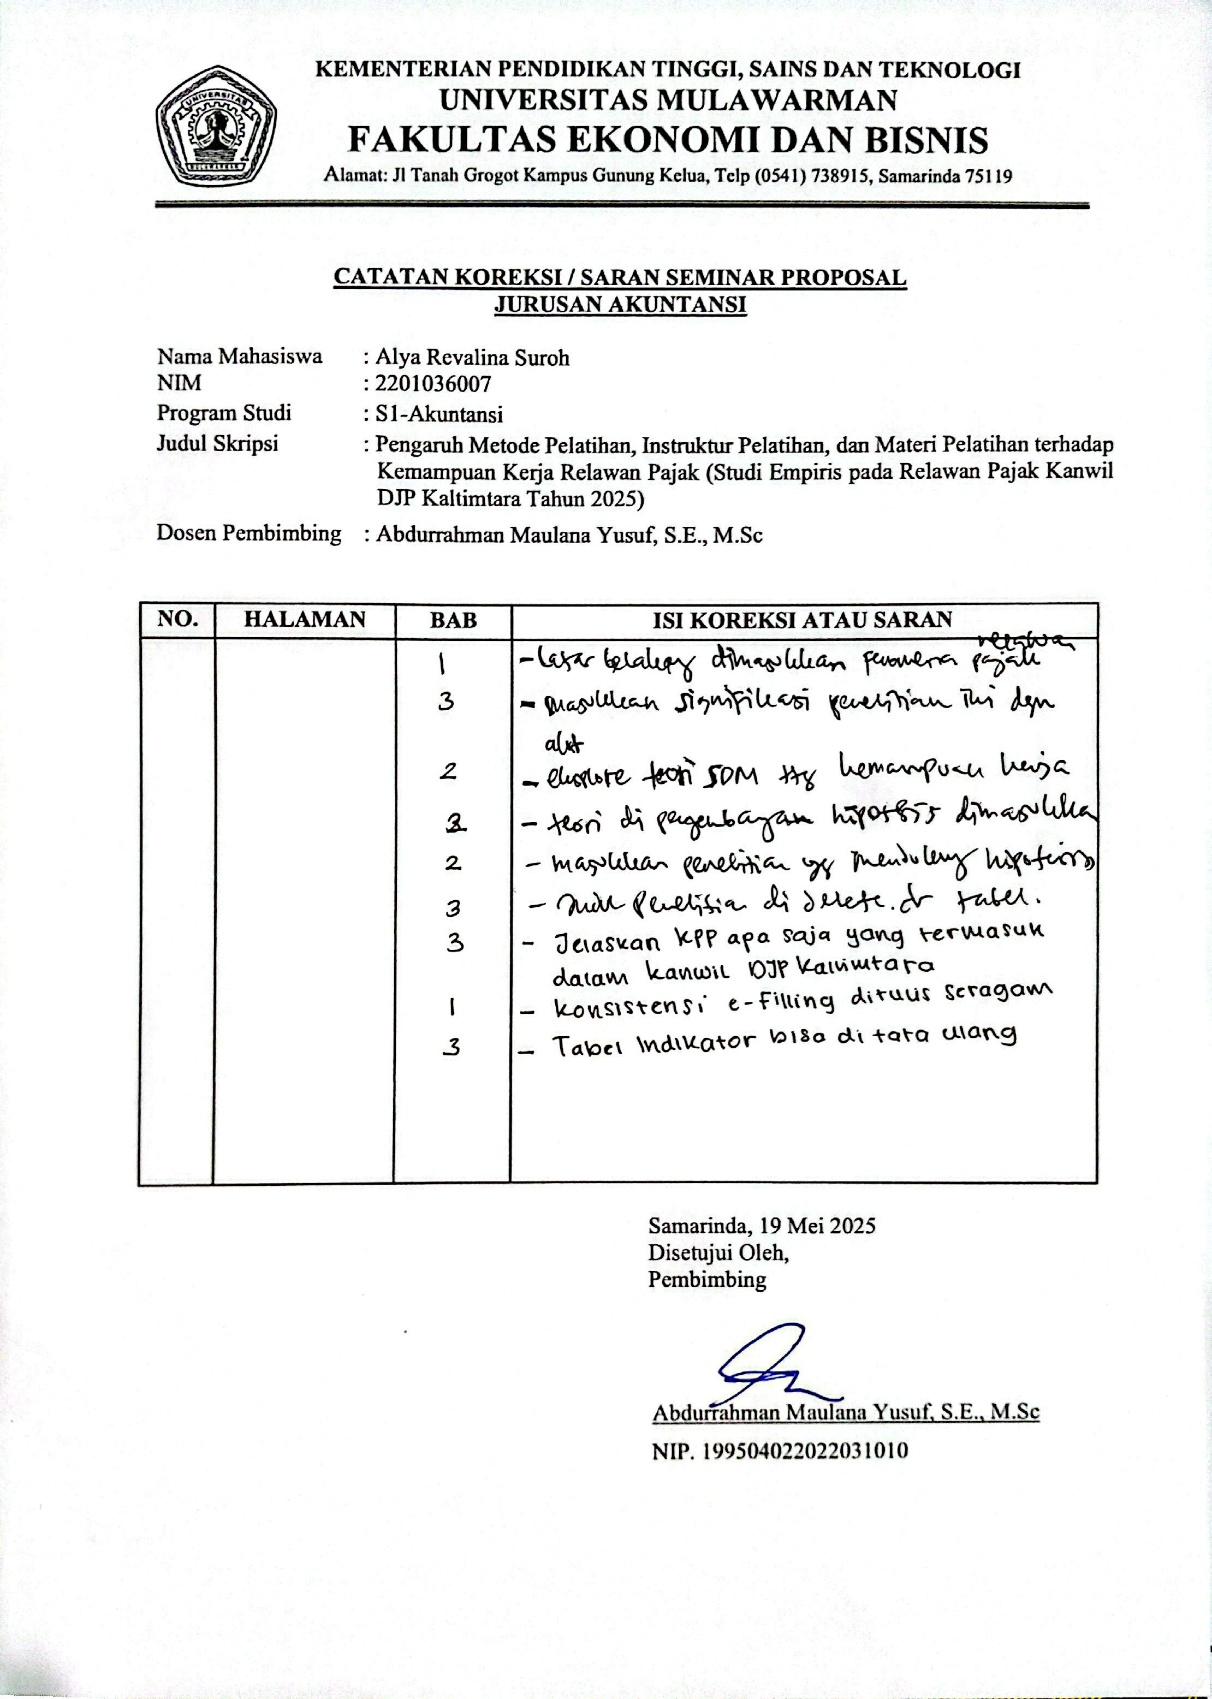 UNIVERSITAS
KEMENTERIAN PENDIDIKAN TINGGI, SAINS DAN TEKNOLOGI
UNIVERSITAS MULAWARMAN
FAKULTAS EKONOMI DAN BISNIS
Alamat: Jl Tanah Grogot Kampus Gunung Kelua, Telp (0541) 738915, Samarinda 75119
CATATAN KOREKSI / SARAN SEMINAR PROPOSAL
JURUSAN AKUNTANSI
Nama Mahasiswa : Alya Revalina Suroh
NIM : 2201036007
Program Studi : S1-Akuntansi
Judul Skripsi : Pengaruh Metode Pelatihan, Instruktur Pelatihan, dan Materi Pelatihan terhadap
Kemampuan Kerja Relawan Pajak (Studi Empiris pada Relawan Pajak Kanwil
DJP Kaltimtara Tahun 2025)
Dosen Pembimbing : Abdurrahman Maulana Yusuf, S.E., M.Sc
NO. HALAMAN BAB ISI KOREKSI ATAU SARAN
relawan
1 - Latar belakang dimasukkan fenomena pajak
3 - masukkan signifikasi penelitian ini dgn
alat
2 - eksplore teori SDM ttg kemampuan kerja
2 - teori di pengembangan hipotesis dimasukka
2 - masukkan penelitian yg mendukung hipotesis
3 - penelitian di delete dr tabel.
3 - Jelaskan KPP apa saja yang termasuk
dalam kanwil DJP Kaltimtara
1 - konsistensi e-Filling ditulis seragam
3 - Tabel Indikator bisa di tata ulang
Samarinda, 19 Mei 2025
Disetujui Oleh,
Pembimbing
Abdurrahman Maulana Yusuf, S.E., M.Sc
NIP. 199504022022031010